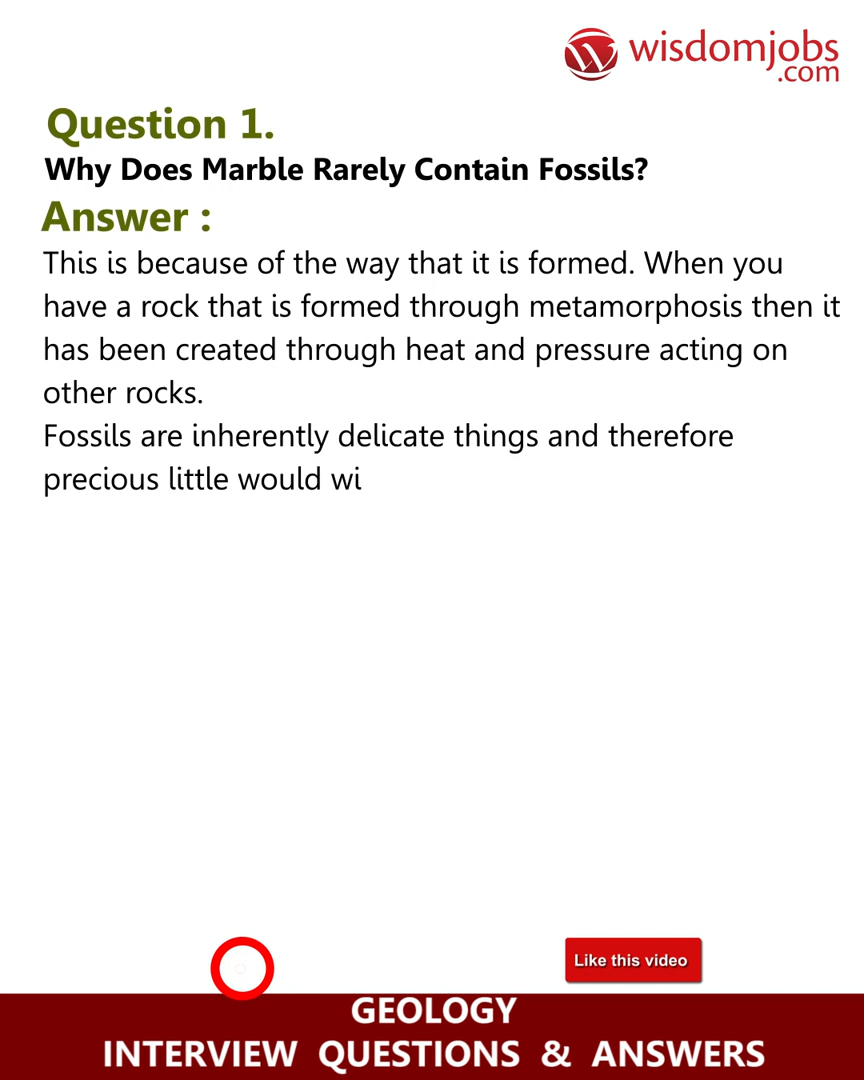 wisdomjobs
.com
Question 1.
Why Does Marble Rarely Contain Fossils?
Answer :
This is because of the way that it is formed. When you
have a rock that is formed through metamorphosis then it
has been created through heat and pressure acting on
other rocks.
Fossils are inherently delicate things and therefore
precious little would wi
Like this video
GEOLOGY
INTERVIEW QUESTIONS & ANSWERS